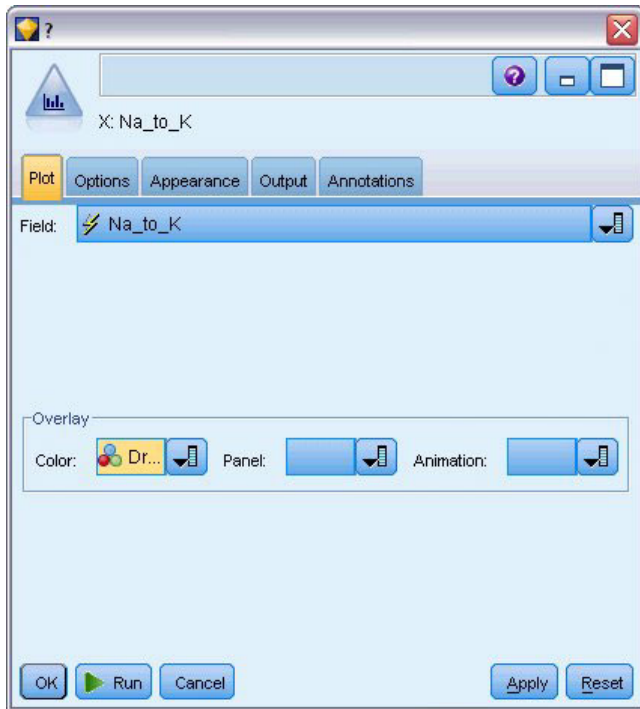 ?
X: Na_to_K
Plot Options Appearance Output Annotations
Field: Na_to_K
Overlay
Color: Dr... Panel: Animation:
OK Run Cancel Apply Reset